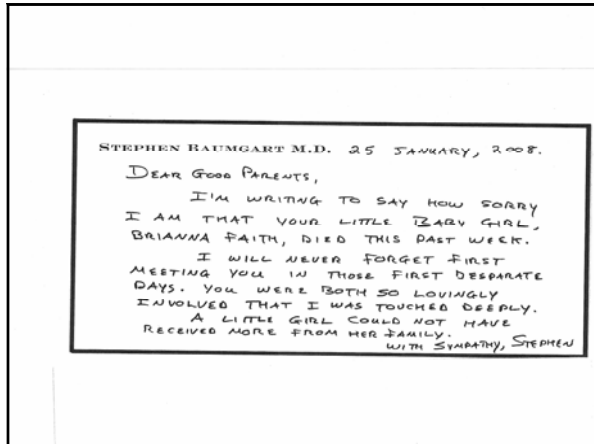 STEPHEN BAUMGART M.D. 25 JANUARY, 2008.
DEAR GOOD PARENTS,
I'M WRITING TO SAY HOW SORRY
I AM THAT YOUR LITTLE BABY GIRL,
BRIANNA FAITH, DIED THIS PAST WEEK.
I WILL NEVER FORGET FIRST
MEETING YOU IN THOSE FIRST DESPARATE
DAYS. YOU WERE BOTH SO LOVINGLY
INVOLVED THAT I WAS TOUCHED DEEPLY.
A LITTLE GIRL COULD NOT HAVE
RECEIVED MORE FROM HER FAMILY.
WITH SYMPATHY, STEPHEN